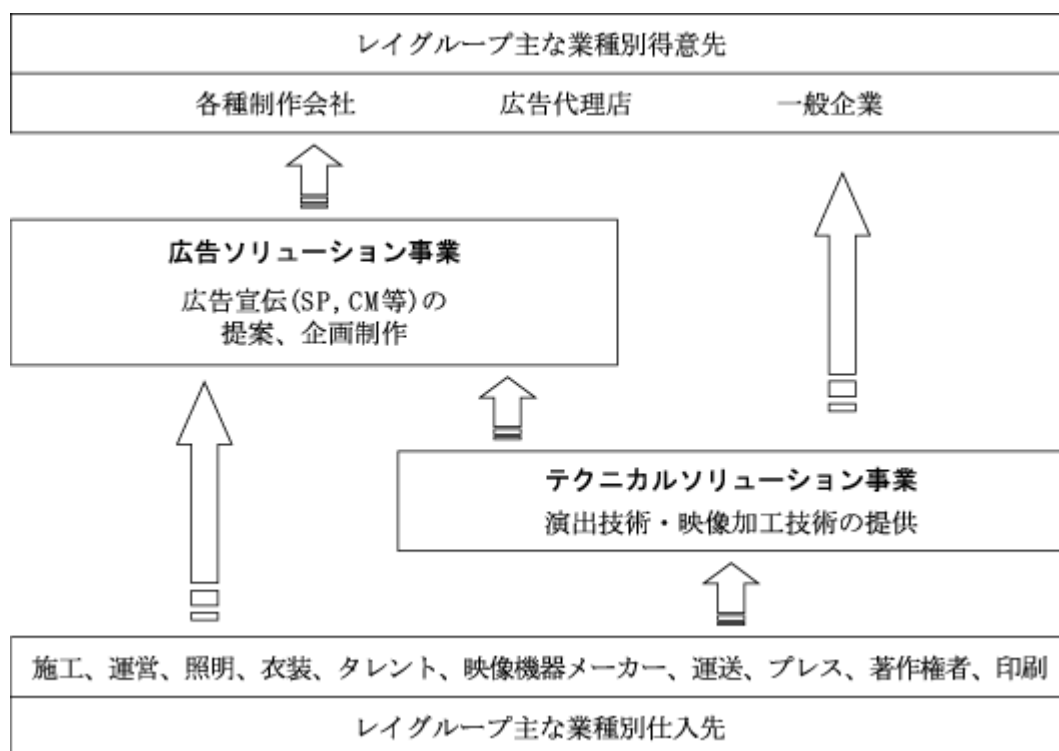 レイグループ主な業種別得意先
各種制作会社 広告代理店 一般企業
広告ソリューション事業
広告宣伝(SP,CM等)の
提案、企画制作
テクニカルソリューション事業
演出技術・映像加工技術の提供
施工、運営、照明、衣装、タレント、映像機器メーカー、運送、プレス、著作権者、印刷
レイグループ主な業種別仕入先